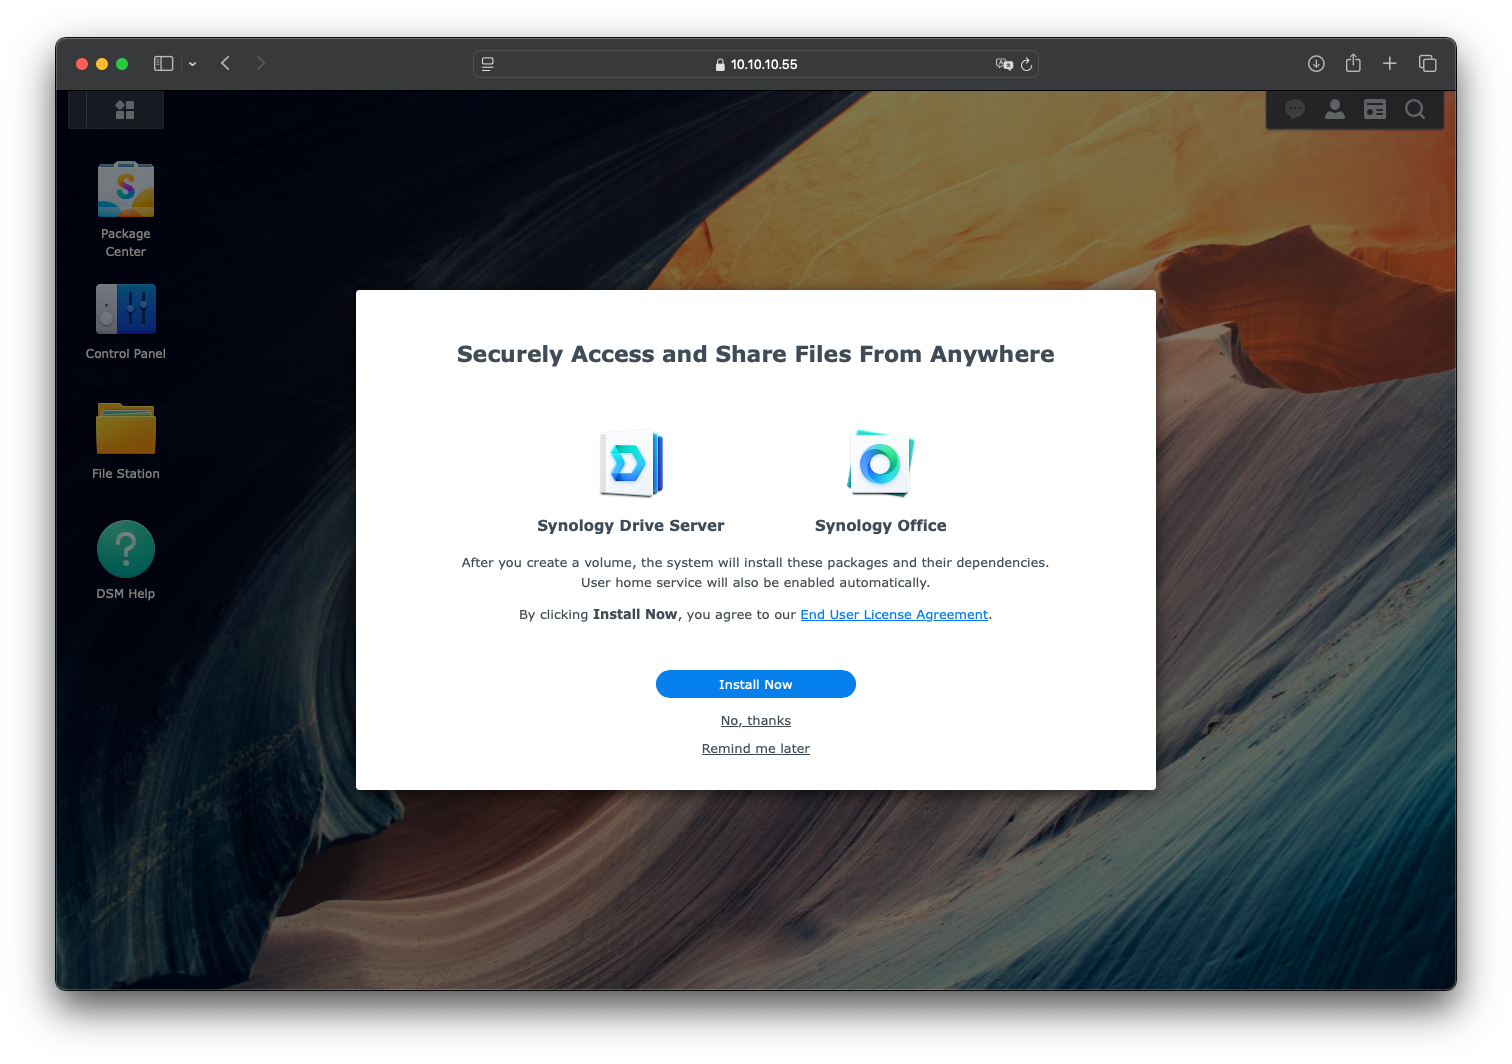 10.10.10.55
Package
Center
Control Panel
File Station
DSM Help
Securely Access and Share Files From Anywhere
Synology Drive Server
Synology Office
After you create a volume, the system will install these packages and their dependencies.
User home service will also be enabled automatically.
By clicking Install Now, you agree to our End User License Agreement.
Install Now
No, thanks
Remind me later